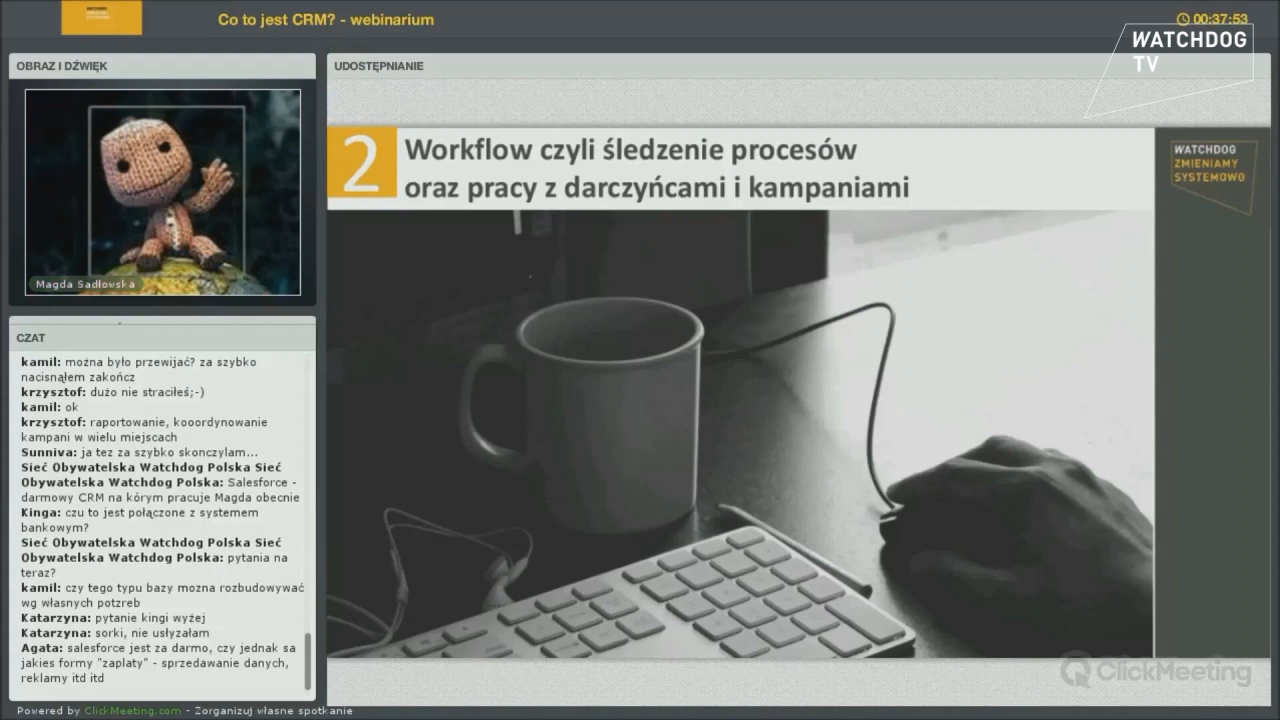 Co to jest CRM? - webinarium
00:37:53
WATCHDOG
TV
OBRAZ I DŹWIĘK
Magda Sadłowska
CZAT
kamil: można było przewijać? za szybko
nacisnąłem zakończ
krzysztof: dużo nie straciłeś;-)
kamil: ok
krzysztof: raportowanie, kooordynowanie
kampani w wielu miejscach
Sunniva: ja tez za szybko skonczylam...
Sieć Obywatelska Watchdog Polska Sieć
Obywatelska Watchdog Polska: Salesforce -
darmowy CRM na kórym pracuje Magda obecnie
Kinga: czu to jest połączone z systemem
bankowym?
Sieć Obywatelska Watchdog Polska Sieć
Obywatelska Watchdog Polska: pytania na
teraz?
kamil: czy tego typu bazy mozna rozbudowywać
wg własnych potzreb
Katarzyna: pytanie kingi wyżej
Katarzyna: sorki, nie usłyzałam
Agata: salesforce jest za darmo, czy jednak sa
jakies formy "zaplaty" - sprzedawanie danych,
reklamy itd itd
UDOSTĘPNIANIE
2
Workflow czyli śledzenie procesów
oraz pracy z darczyńcami i kampaniami
WATCHDOG
ZMIENIAMY
SYSTEMOWO
ClickMeeting
Powered by ClickMeeting.com - Zorganizuj własne spotkanie